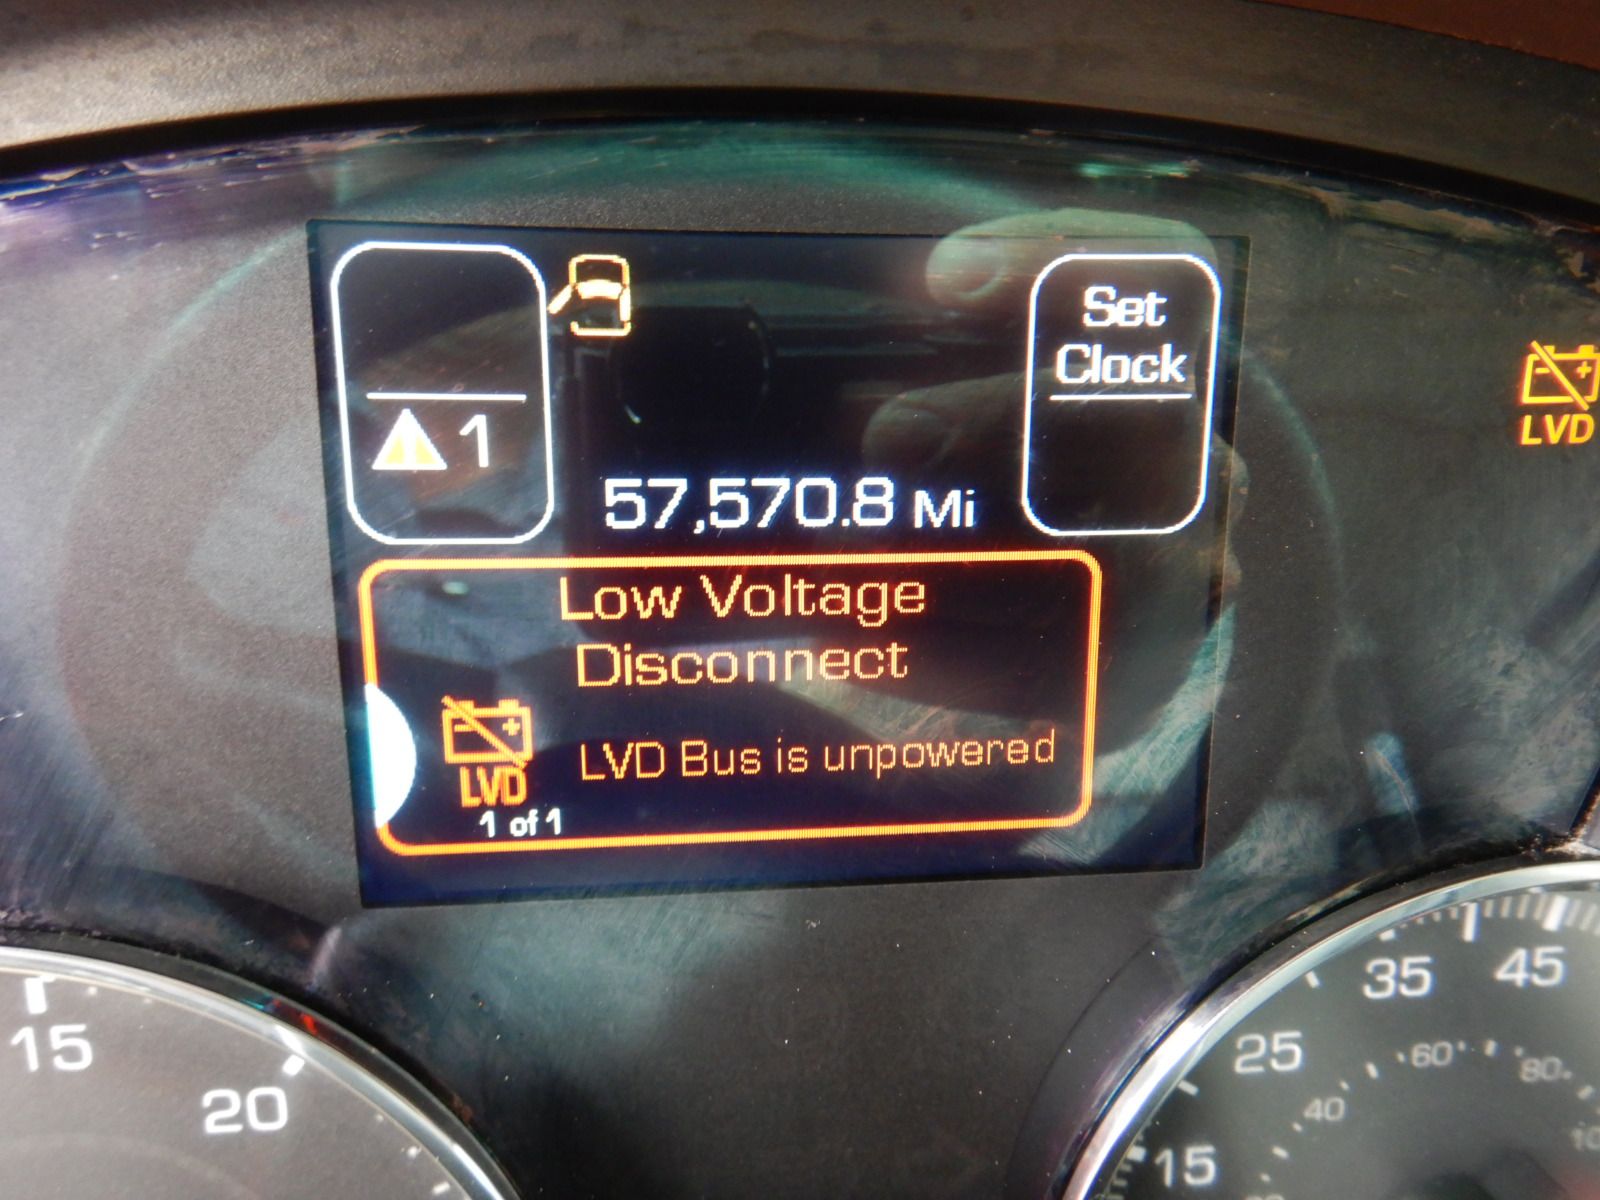 Set
Clock
1
LVD
57,570.8 Mi
Low Voltage
Disconnect
LVD Bus is unpowered
LVD
1 of 1
15
20
15
25
35
45
40
60
80